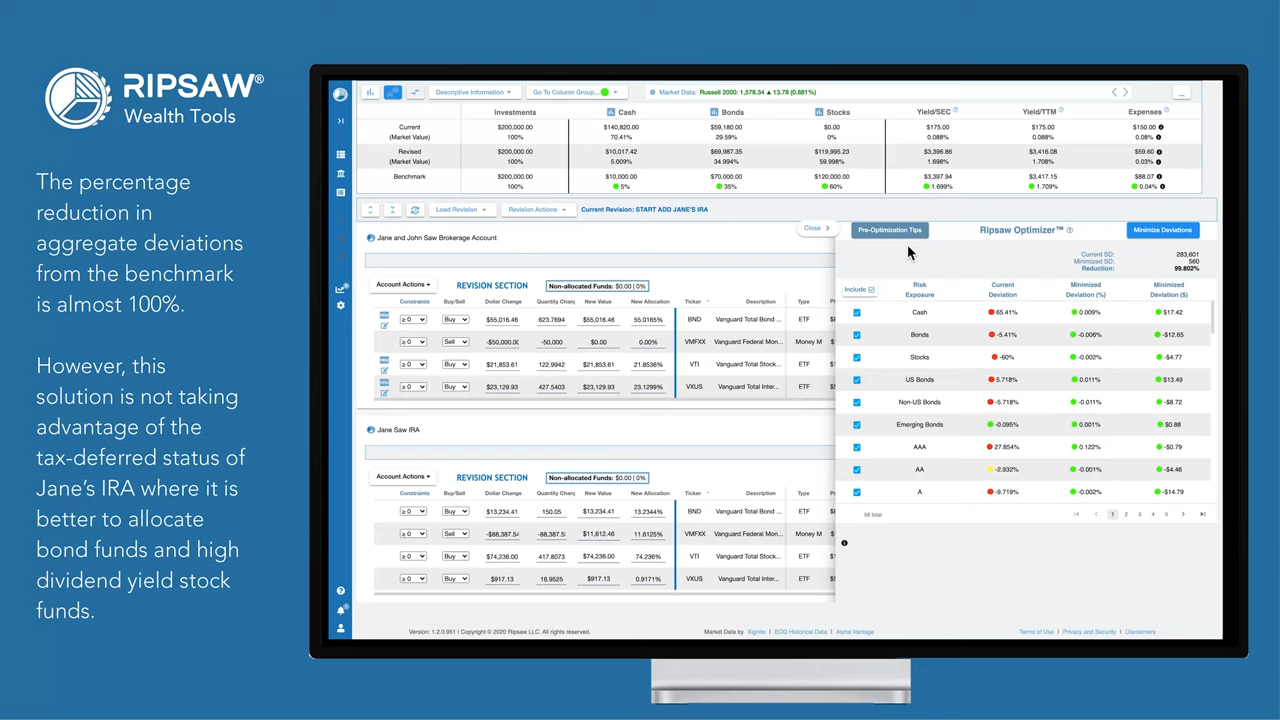 RIPSAW®
Wealth Tools
The percentage
reduction in
aggregate deviations
from the benchmark
is almost 100%.
However, this
solution is not taking
advantage of the
tax-deferred status of
Jane's IRA where it is
better to allocate
bond funds and high
dividend yield stock
funds.
Descriptive Information
Go To Column Group...
Market Data: Russell 2000: 1,578.34 ▲ 13.78 (0.881%)
Investments Cash Bonds Stocks Yield/SEC Yield/TTM Expenses
Current $200,000.00 $140,820.00 $59,180.00 $0.00 $175.00 $175.00 $150.00
(Market Value) 100% 70.41% 29.59% 0% 0.088% 0.088% 0.08%
Revised $200,000.00 $10,017.42 $69,987.35 $119,995.23 $3,396.86 $3,416.08 $59.60
(Market Value) 100% 5.009% 34.994% 59.998% 1.698% 1.708% 0.03%
Benchmark $200,000.00 $10,000.00 $70,000.00 $120,000.00 $3,397.94 $3,417.15 $88.07
100% 5% 35% 60% 1.699% 1.709% 0.04%
Load Revision Revision Actions Current Revision: START ADD JANE'S IRA
Jane and John Saw Brokerage Account
Close
Account Actions REVISION SECTION Non-allocated Funds: $0.00 | 0%
Constraints Buy/Sell Dollar Change Quantity Chang New Value New Allocation Ticker Description Type Pr
≥ 0 Buy $55,016.46 623.7694 $55,016.46 55.0165% BND Vanguard Total Bond ... ETF $
≥ 0 Sell -$50,000.00 -50,000 $0.00 0.00% VMFXX Vanguard Federal Mon... Money M $
≥ 0 Buy $21,853.61 122.9942 $21,853.61 21.8536% VTI Vanguard Total Stock... ETF $
≥ 0 Buy $23,129.93 427.5403 $23,129.93 23.1299% VXUS Vanguard Total Inter... ETF $
Jane Saw IRA
Account Actions REVISION SECTION Non-allocated Funds: $0.00 | 0%
Constraints Buy/Sell Dollar Change Quantity Chang New Value New Allocation Ticker Description Type Pr
≥ 0 Buy $13,234.41 150.05 $13,234.41 13.2344% BND Vanguard Total Bond ... ETF $
≥ 0 Sell -$88,387.54 -88,387.5 $11,612.46 11.6125% VMFXX Vanguard Federal Mon... Money M $
≥ 0 Buy $74,236.00 417.8073 $74,236.00 74.236% VTI Vanguard Total Stock... ETF $
≥ 0 Buy $917.13 16.9525 $917.13 0.9171% VXUS Vanguard Total Inter... ETF $
Pre-Optimization Tips Ripsaw Optimizer™ Minimize Deviations
Current SD: 283,601
Minimized SD: 560
Reduction: 99.802%
Include Risk Exposure Current Deviation Minimized Deviation (%) Minimized Deviation ($)
Cash 65.41% 0.009% $17.42
Bonds -5.41% -0.006% -$12.65
Stocks -60% -0.002% -$4.77
US Bonds 5.718% 0.011% $13.49
Non-US Bonds -5.718% -0.011% -$8.72
Emerging Bonds -0.095% 0.001% $0.88
AAA 27.854% 0.122% -$0.79
AA -2.932% -0.001% -$4.46
A -9.719% -0.002% -$14.79
56 total 1 2 3 4 5
Version: 1.2.0.951 | Copyright © 2020 Ripsaw LLC. All rights reserved. Market Data by Xignite | EOD Historical Data | Alpha Vantage Terms of Use | Privacy and Security | Disclaimers